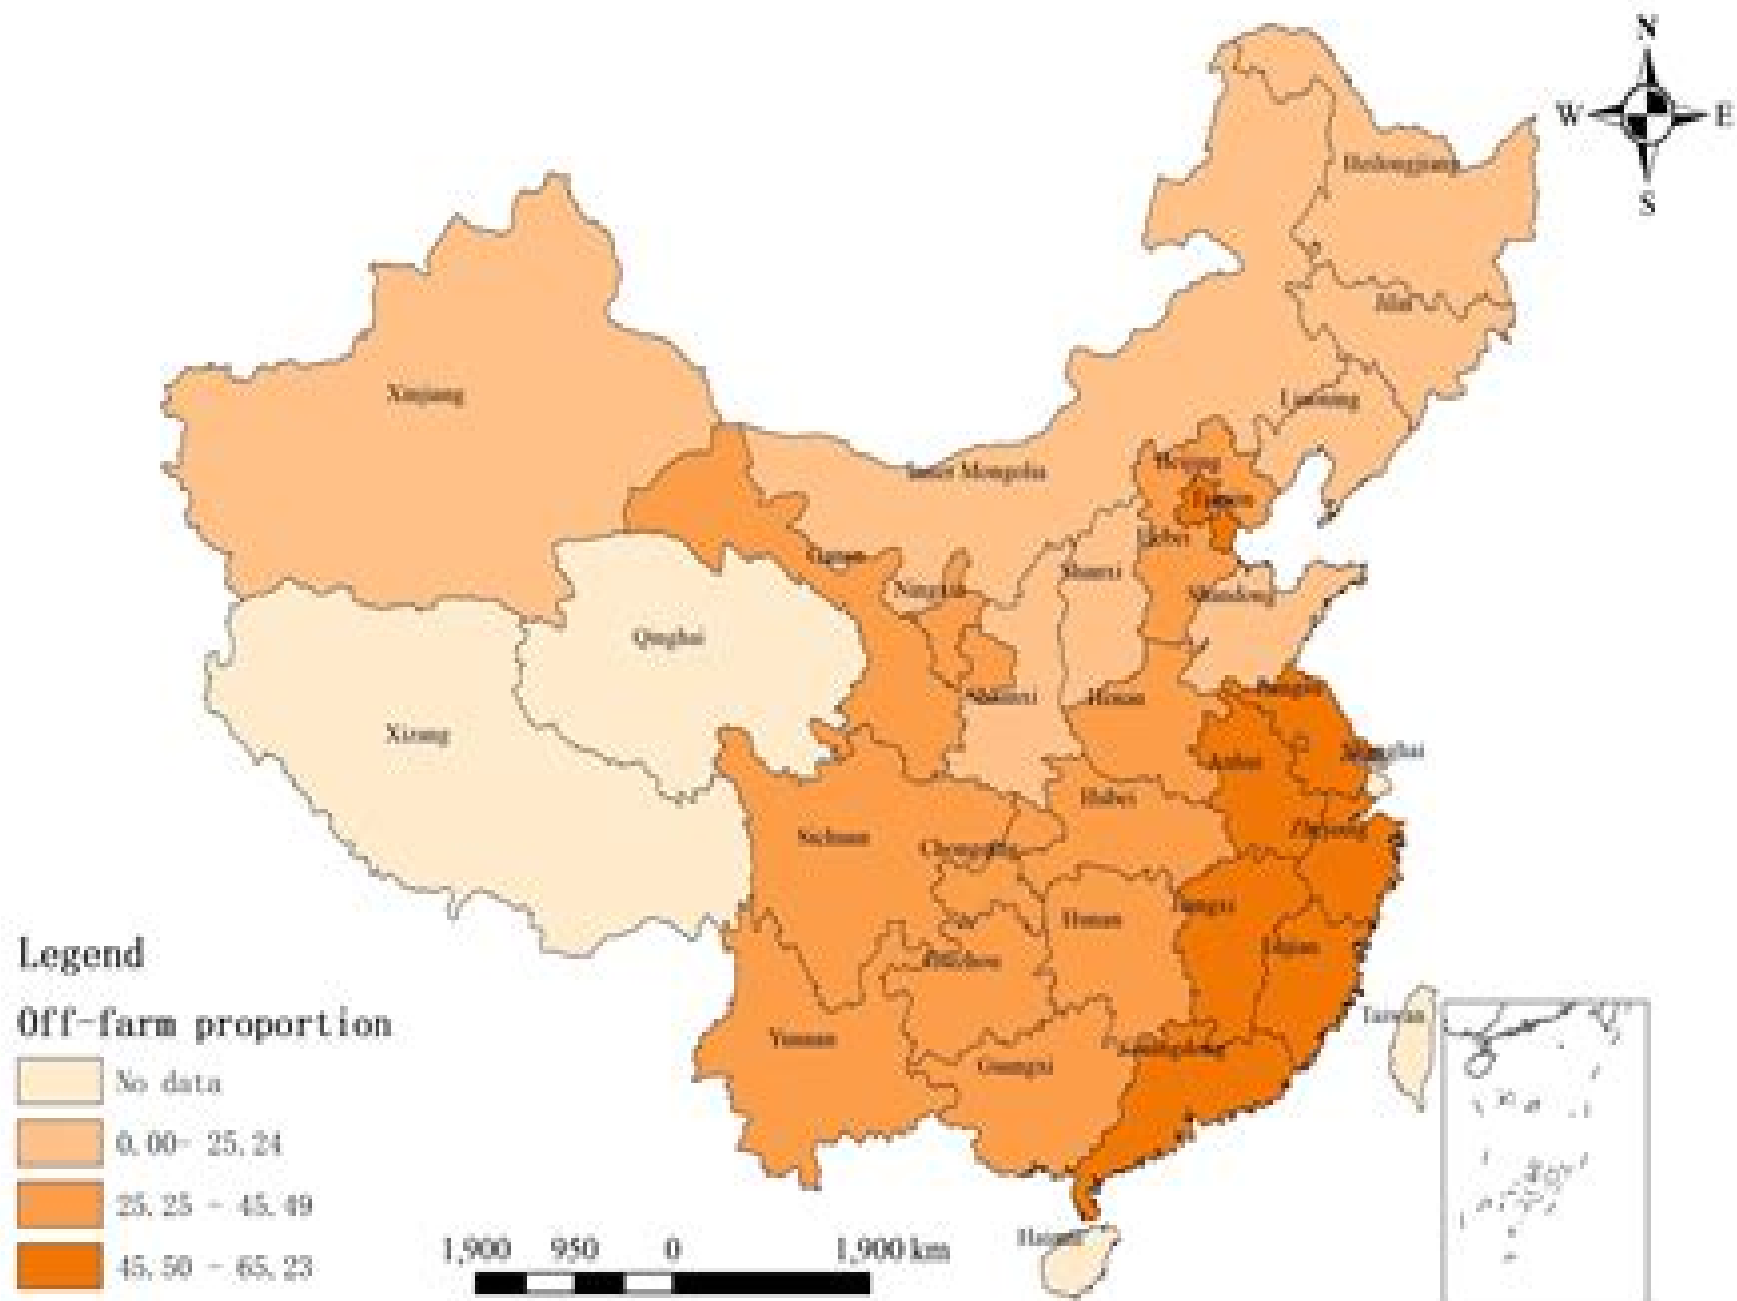 N
W
E
S
Heilongjiang
Jilin
Liaoning
Xinjiang
Inner Mongolia
Beijing
Tianjin
Hebei
Gansu
Shanxi
Ningxia
Shandong
Qinghai
Shaanxi
Henan
Jiangsu
Xizang
Shanghai
Anhui
Hubei
Zhejiang
Sichuan
Chongqing
Hunan
Jiangxi
Fujian
Guizhou
Taiwan
Yunnan
Guangxi
Guangdong
Hainan
Legend
Off-farm proportion
No data
0.00- 25.24
25.25 - 45.49
45.50 - 65.23
1,900 950 0 1,900 km